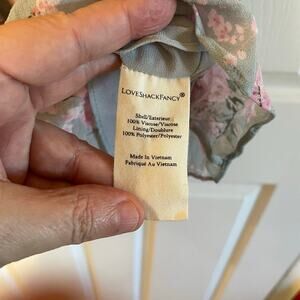 LOVESHACKFANCY®
Shell/Exterieur
100% Viscose/Viscose
Lining/Doublure
100% Polyester/Polyester
Made In Vietnam
Fabriqué Au Vietnam